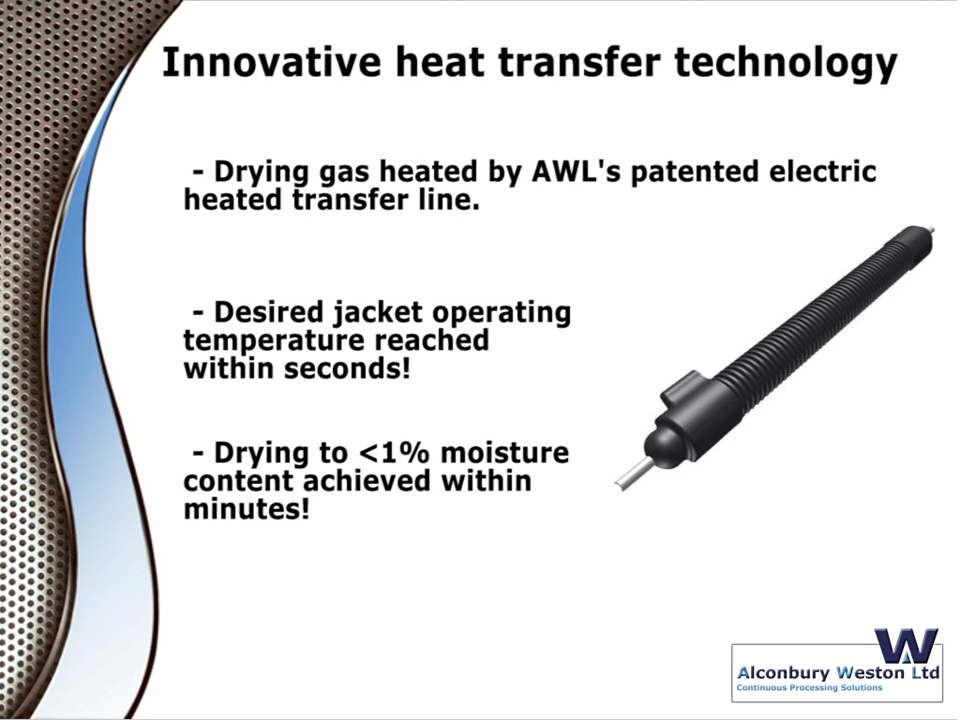 Innovative heat transfer technology
- Drying gas heated by AWL's patented electric
heated transfer line.
- Desired jacket operating
temperature reached
within seconds!
- Drying to <1% moisture
content achieved within
minutes!
W
Alconbury Weston Ltd
Continuous Processing Solutions